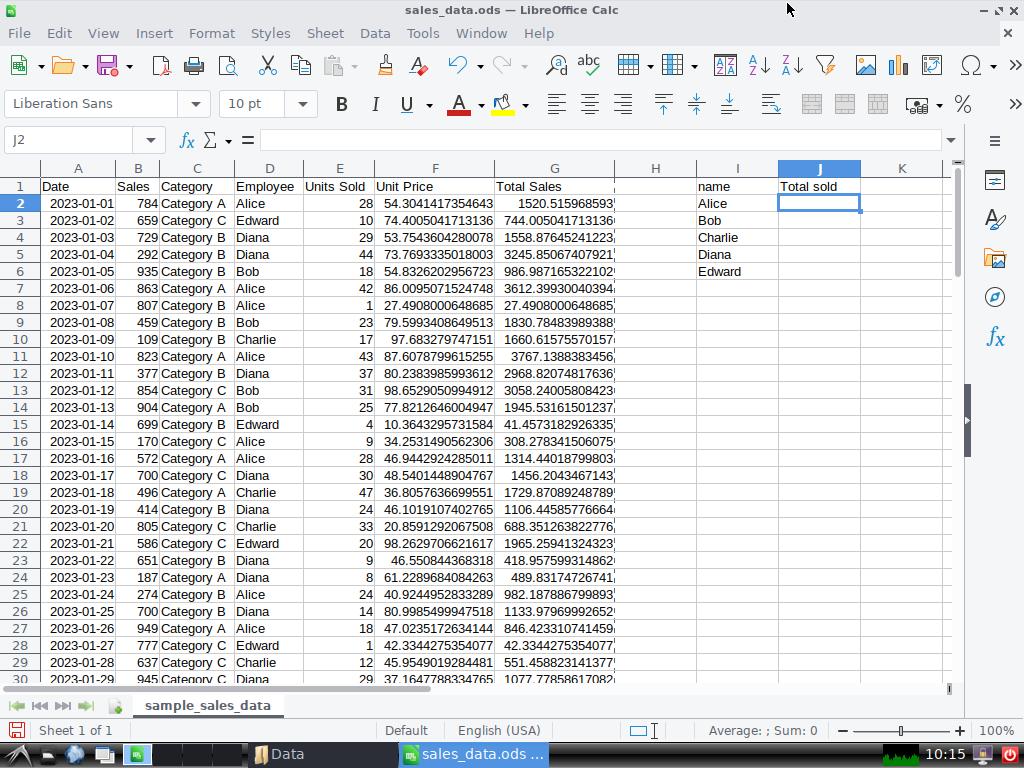 sales_data.ods — LibreOffice Calc
File Edit View Insert Format Styles Sheet Data Tools Window Help
Liberation Sans 10 pt B I U A %
J2 fx Σ =
A B C D E F G H I J K
1 Date Sales Category Employee Units Sold Unit Price Total Sales name Total sold
2 2023-01-01 784 Category A Alice 28 54.3041417354643 1520.515968593 Alice
3 2023-01-02 659 Category C Edward 10 74.4005041713136 744.0050417131360 Bob
4 2023-01-03 729 Category B Diana 29 53.7543604280078 1558.87645241223 Charlie
5 2023-01-04 292 Category B Diana 44 73.7693335018003 3245.85067407921 Diana
6 2023-01-05 935 Category B Bob 18 54.8326202956723 986.9871653221020 Edward
7 2023-01-06 863 Category A Alice 42 86.0095071524748 3612.3993004003940
8 2023-01-07 807 Category B Alice 1 27.4908000648685 27.4908000648685
9 2023-01-08 459 Category B Bob 23 79.5993408649513 1830.78483989388
10 2023-01-09 109 Category B Charlie 17 97.683279747151 1660.61575570157
11 2023-01-10 823 Category A Alice 43 87.6078799615255 3767.1388383456
12 2023-01-11 377 Category B Diana 37 80.2383985993612 2968.82074817636
13 2023-01-12 854 Category C Bob 31 98.6529050994912 3058.240058084230
14 2023-01-13 904 Category A Bob 25 77.8212646004947 1945.53161501237
15 2023-01-14 699 Category B Edward 4 10.3643295731584 41.4573182926335
16 2023-01-15 170 Category C Alice 9 34.2531490562306 308.2783415060750
17 2023-01-16 572 Category A Alice 28 46.9442924285011 1314.44018799803
18 2023-01-17 700 Category C Diana 30 48.5401448904767 1456.2043467143
19 2023-01-18 496 Category A Charlie 47 36.8057636699551 1729.87089248789
20 2023-01-19 414 Category B Diana 24 46.1019107402765 1106.44585776664
21 2023-01-20 805 Category C Charlie 33 20.8591292067508 688.351263822776
22 2023-01-21 586 Category C Edward 20 98.2629706621617 1965.25941324323
23 2023-01-22 651 Category B Diana 9 46.550844368318 418.957599314862
24 2023-01-23 187 Category A Diana 8 61.2289684084263 489.83174726741
25 2023-01-24 274 Category B Alice 24 40.9244952833289 982.187886799893
26 2023-01-25 700 Category B Diana 14 80.9985499947518 1133.97969992652
27 2023-01-26 949 Category A Alice 18 47.0235172634144 846.423310741459
28 2023-01-27 777 Category C Edward 1 42.3344275354077 42.3344275354077
29 2023-01-28 637 Category C Charlie 12 45.9549019284481 551.458823141377
30 2023-01-29 945 Category C Diana 29 37.1647788334765 1077.77858617082
sample_sales_data
Sheet 1 of 1 Default English (USA) Average: ; Sum: 0 100%
Data sales_data.ods ... 10:15